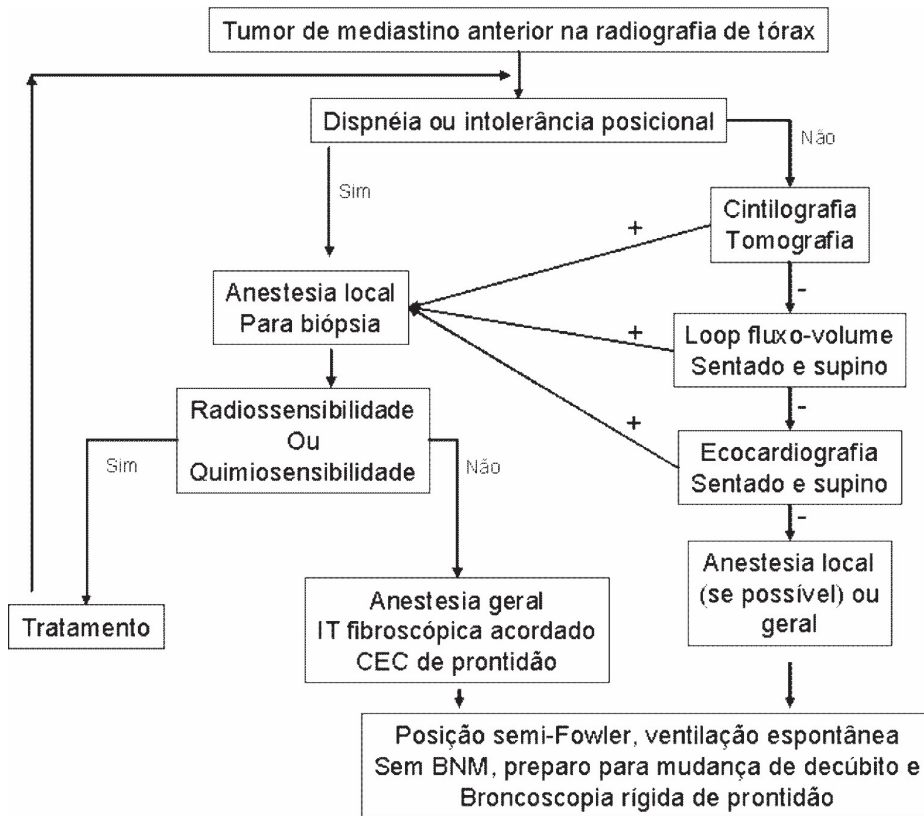 Tumor de mediastino anterior na radiografia de tórax
Dispnéia ou intolerância posicional
Não
Sim
Cintilografia
Tomografia
+
-
Anestesia local
Para biópsia
+
Loop fluxo-volume
Sentado e supino
-
Radiossensibilidade
Ou
Quimiosensibilidade
+
Ecocardiografia
Sentado e supino
-
Sim
Não
Anestesia local
(se possível) ou
geral
Tratamento
Anestesia geral
IT fibroscópica acordado
CEC de prontidão
Posição semi-Fowler, ventilação espontânea
Sem BNM, preparo para mudança de decúbito e
Broncoscopia rígida de prontidão